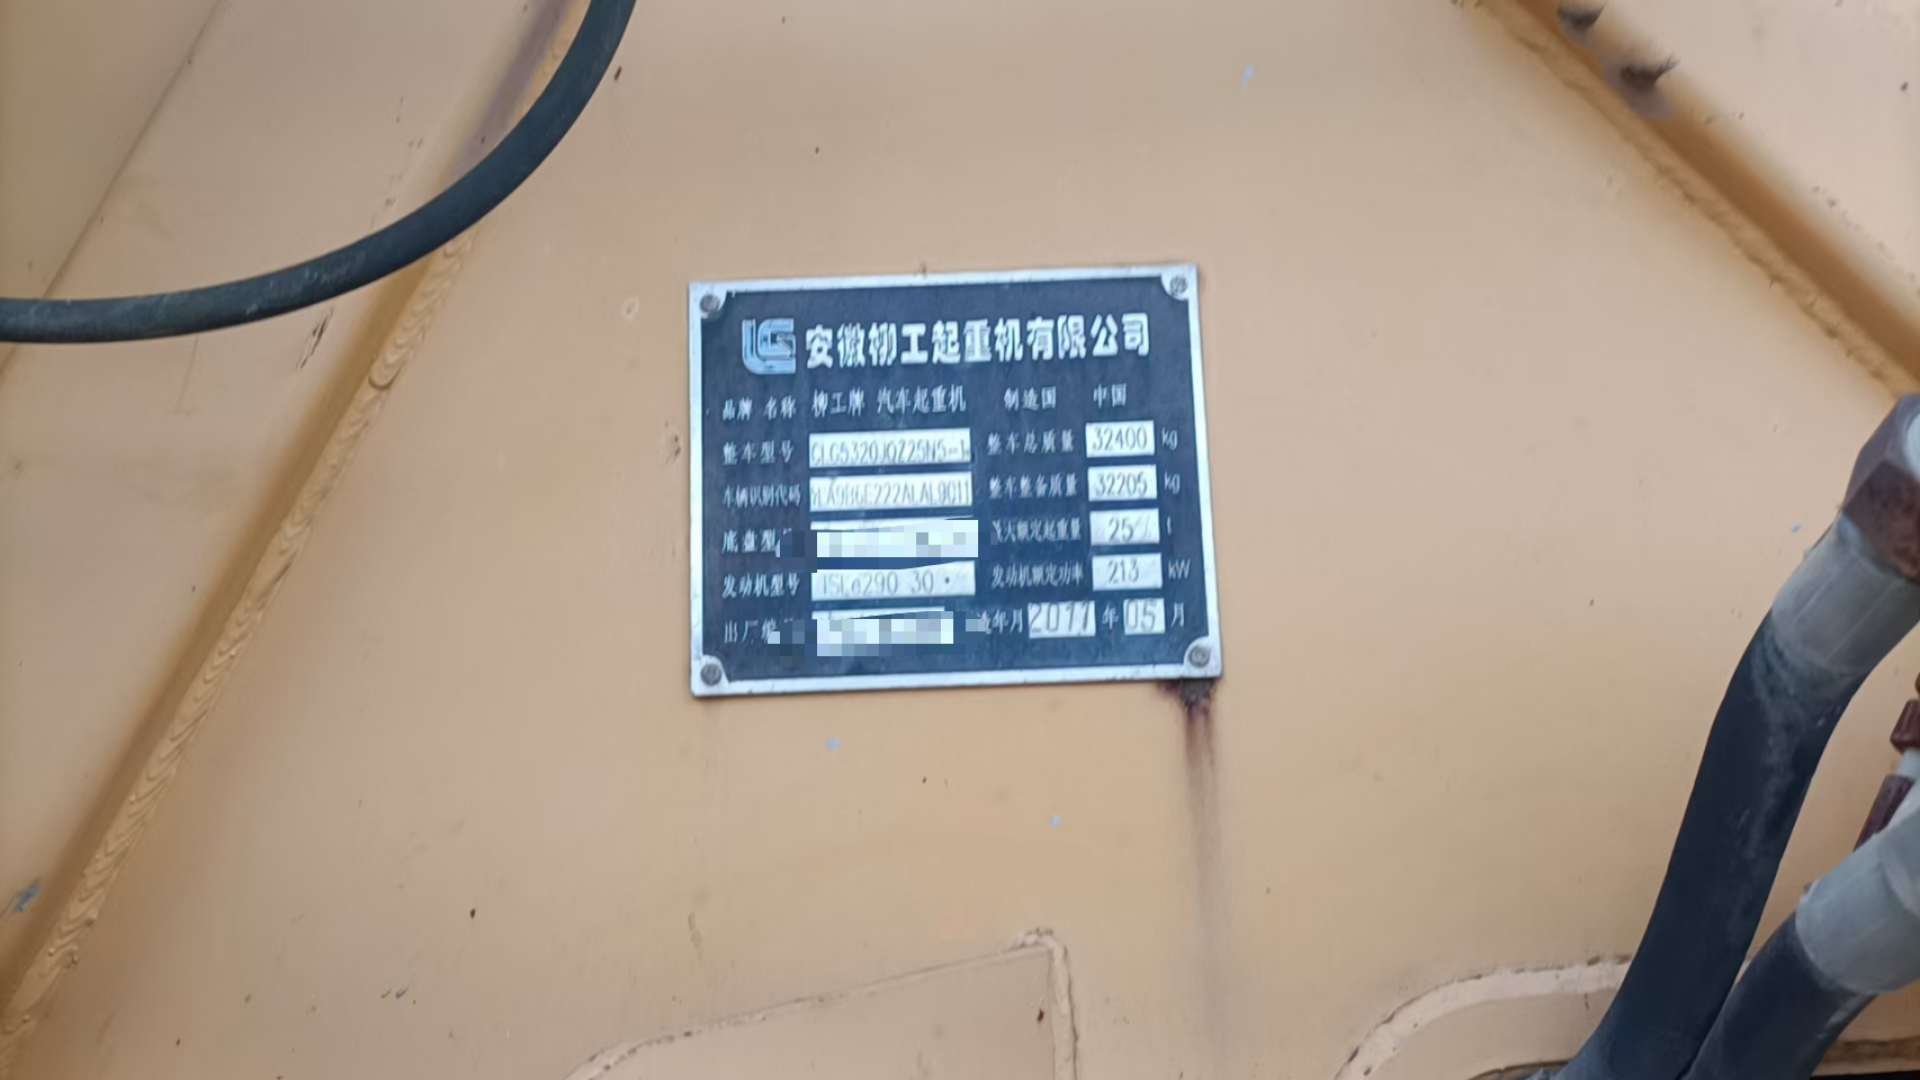 LG 安徽柳工起重机有限公司
品牌 名称 柳工牌 汽车起重机 制造国 中国
整车型号 CLG5320JQZ25N5-1 整车总质量 32400 kg
车辆识别代码 整车整备质量 32205 kg
底盘型 大额定起重量 25 t
发动机型号 290 30 发动机额定功率 213 kW
出厂 年月 2011 年 05 月